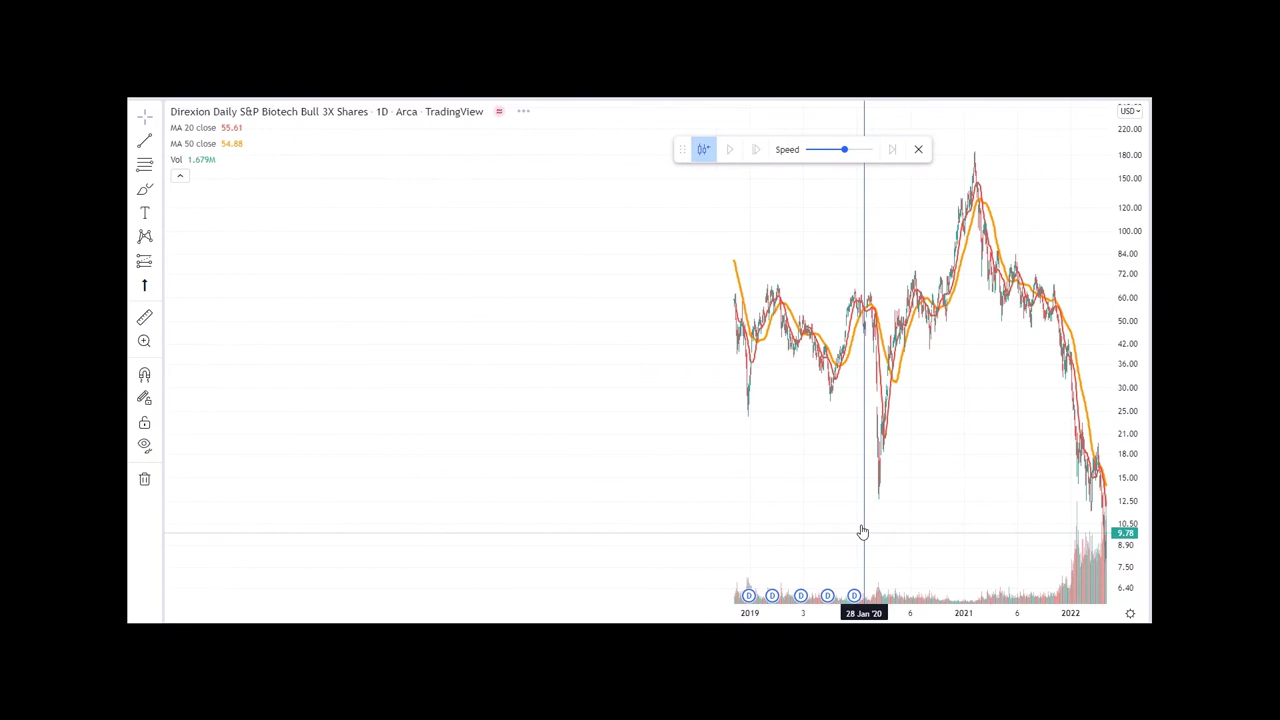 Direxion Daily S&P Biotech Bull 3X Shares · 1D · Arca · TradingView
MA 20 close 55.61
MA 50 close 54.88
Vol 1.679M
Speed
USD
220.00
180.00
150.00
120.00
100.00
84.00
72.00
60.00
50.00
42.00
36.00
30.00
25.00
21.00
18.00
15.00
12.50
10.50
9.78
8.90
7.50
6.40
D D D D D
2019 3 28 Jan '20 6 2021 6 2022